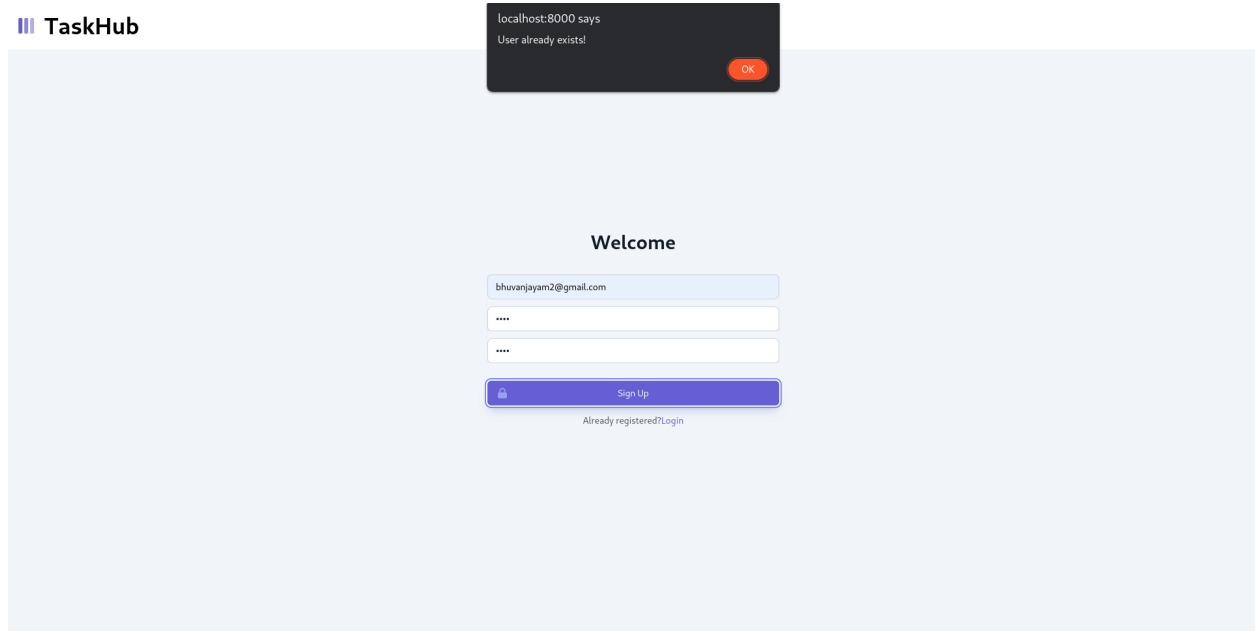 TaskHub
localhost:8000 says
User already exists!
OK
Welcome
bhuvanjayam2@gmail.com
••••
••••
Sign Up
Already registered?Login